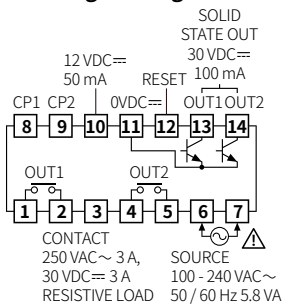 SOLID
STATE OUT
12 VDC⎓ 30 VDC⎓
50 mA RESET 100 mA
CP1 CP2 0VDC⎓ OUT1 OUT2
8 9 10 11 12 13 14
OUT1 OUT2
1 2 3 4 5 6 7
CONTACT
250 VAC~ 3 A, SOURCE
30 VDC⎓ 3 A 100 - 240 VAC~
RESISTIVE LOAD 50 / 60 Hz 5.8 VA